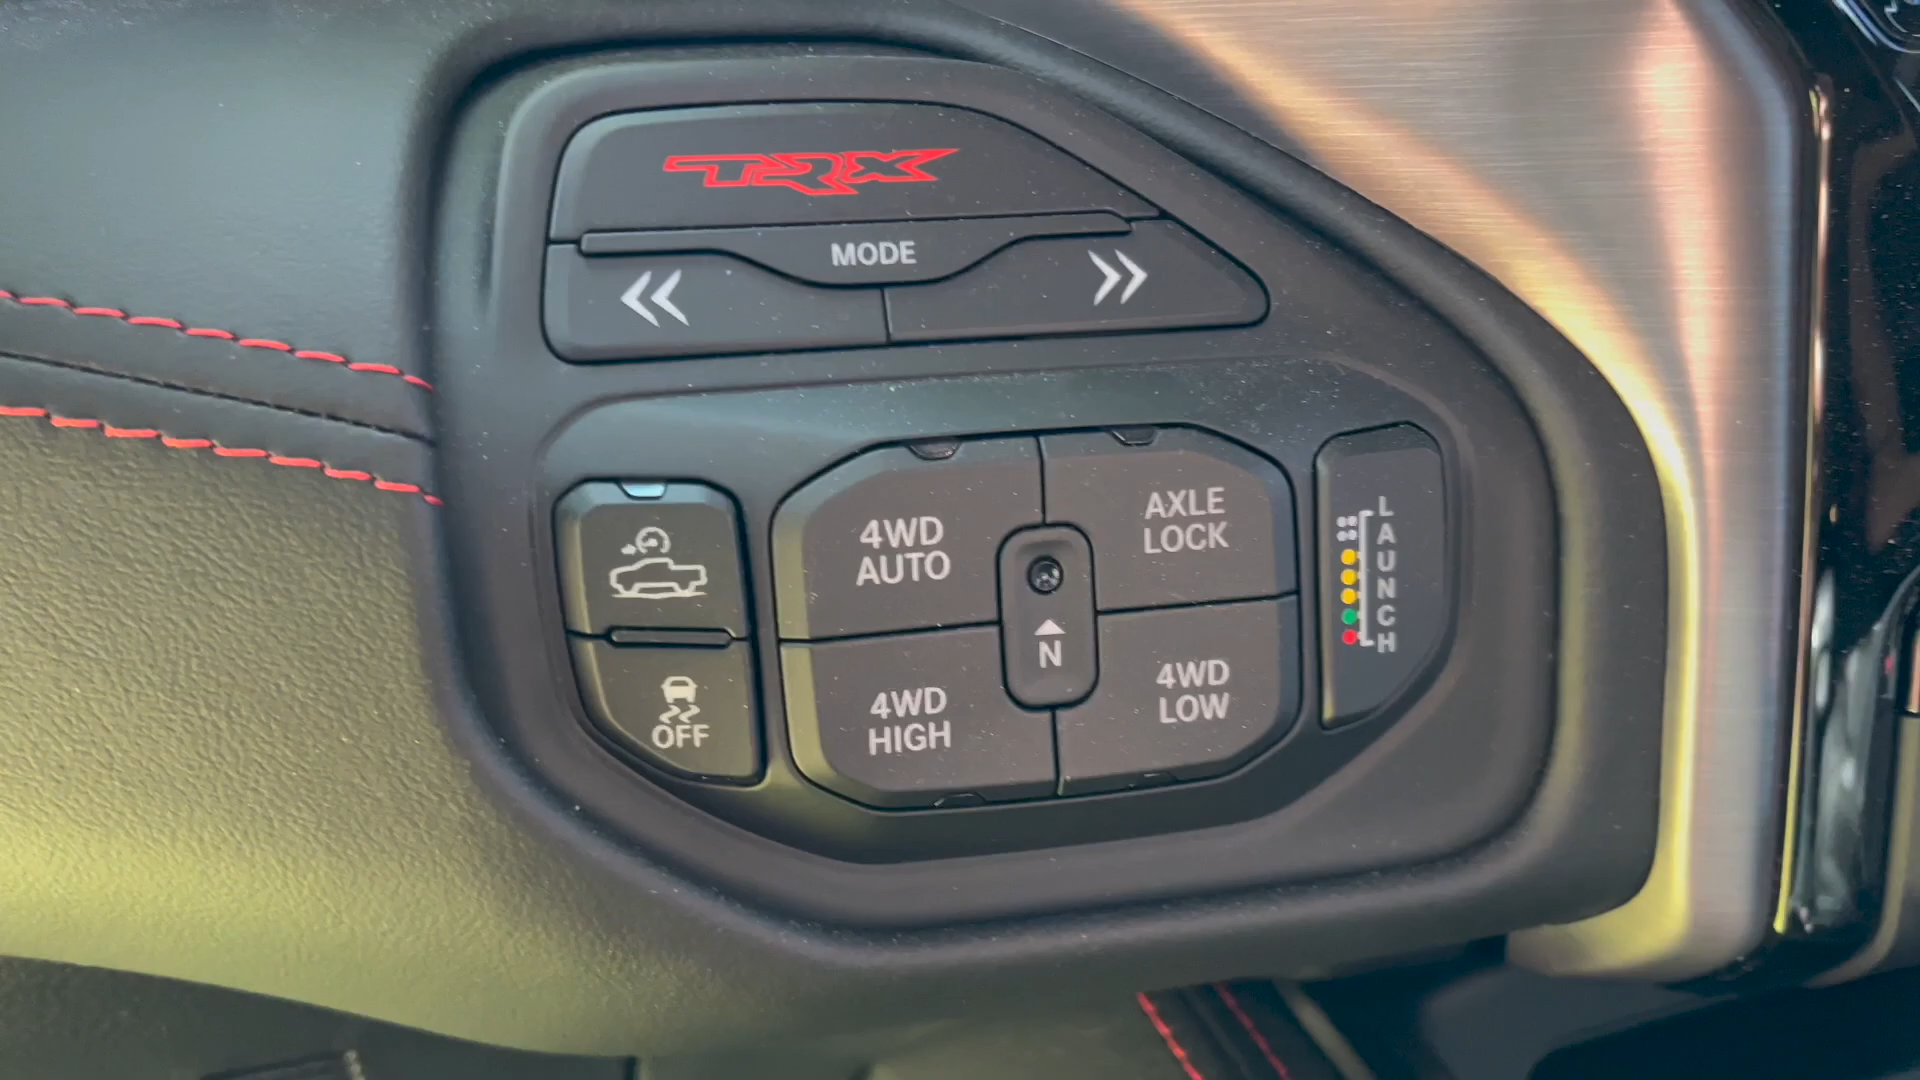 TRX
MODE
4WD
AUTO
AXLE
LOCK
N
4WD
HIGH
4WD
LOW
OFF
LAUNCH